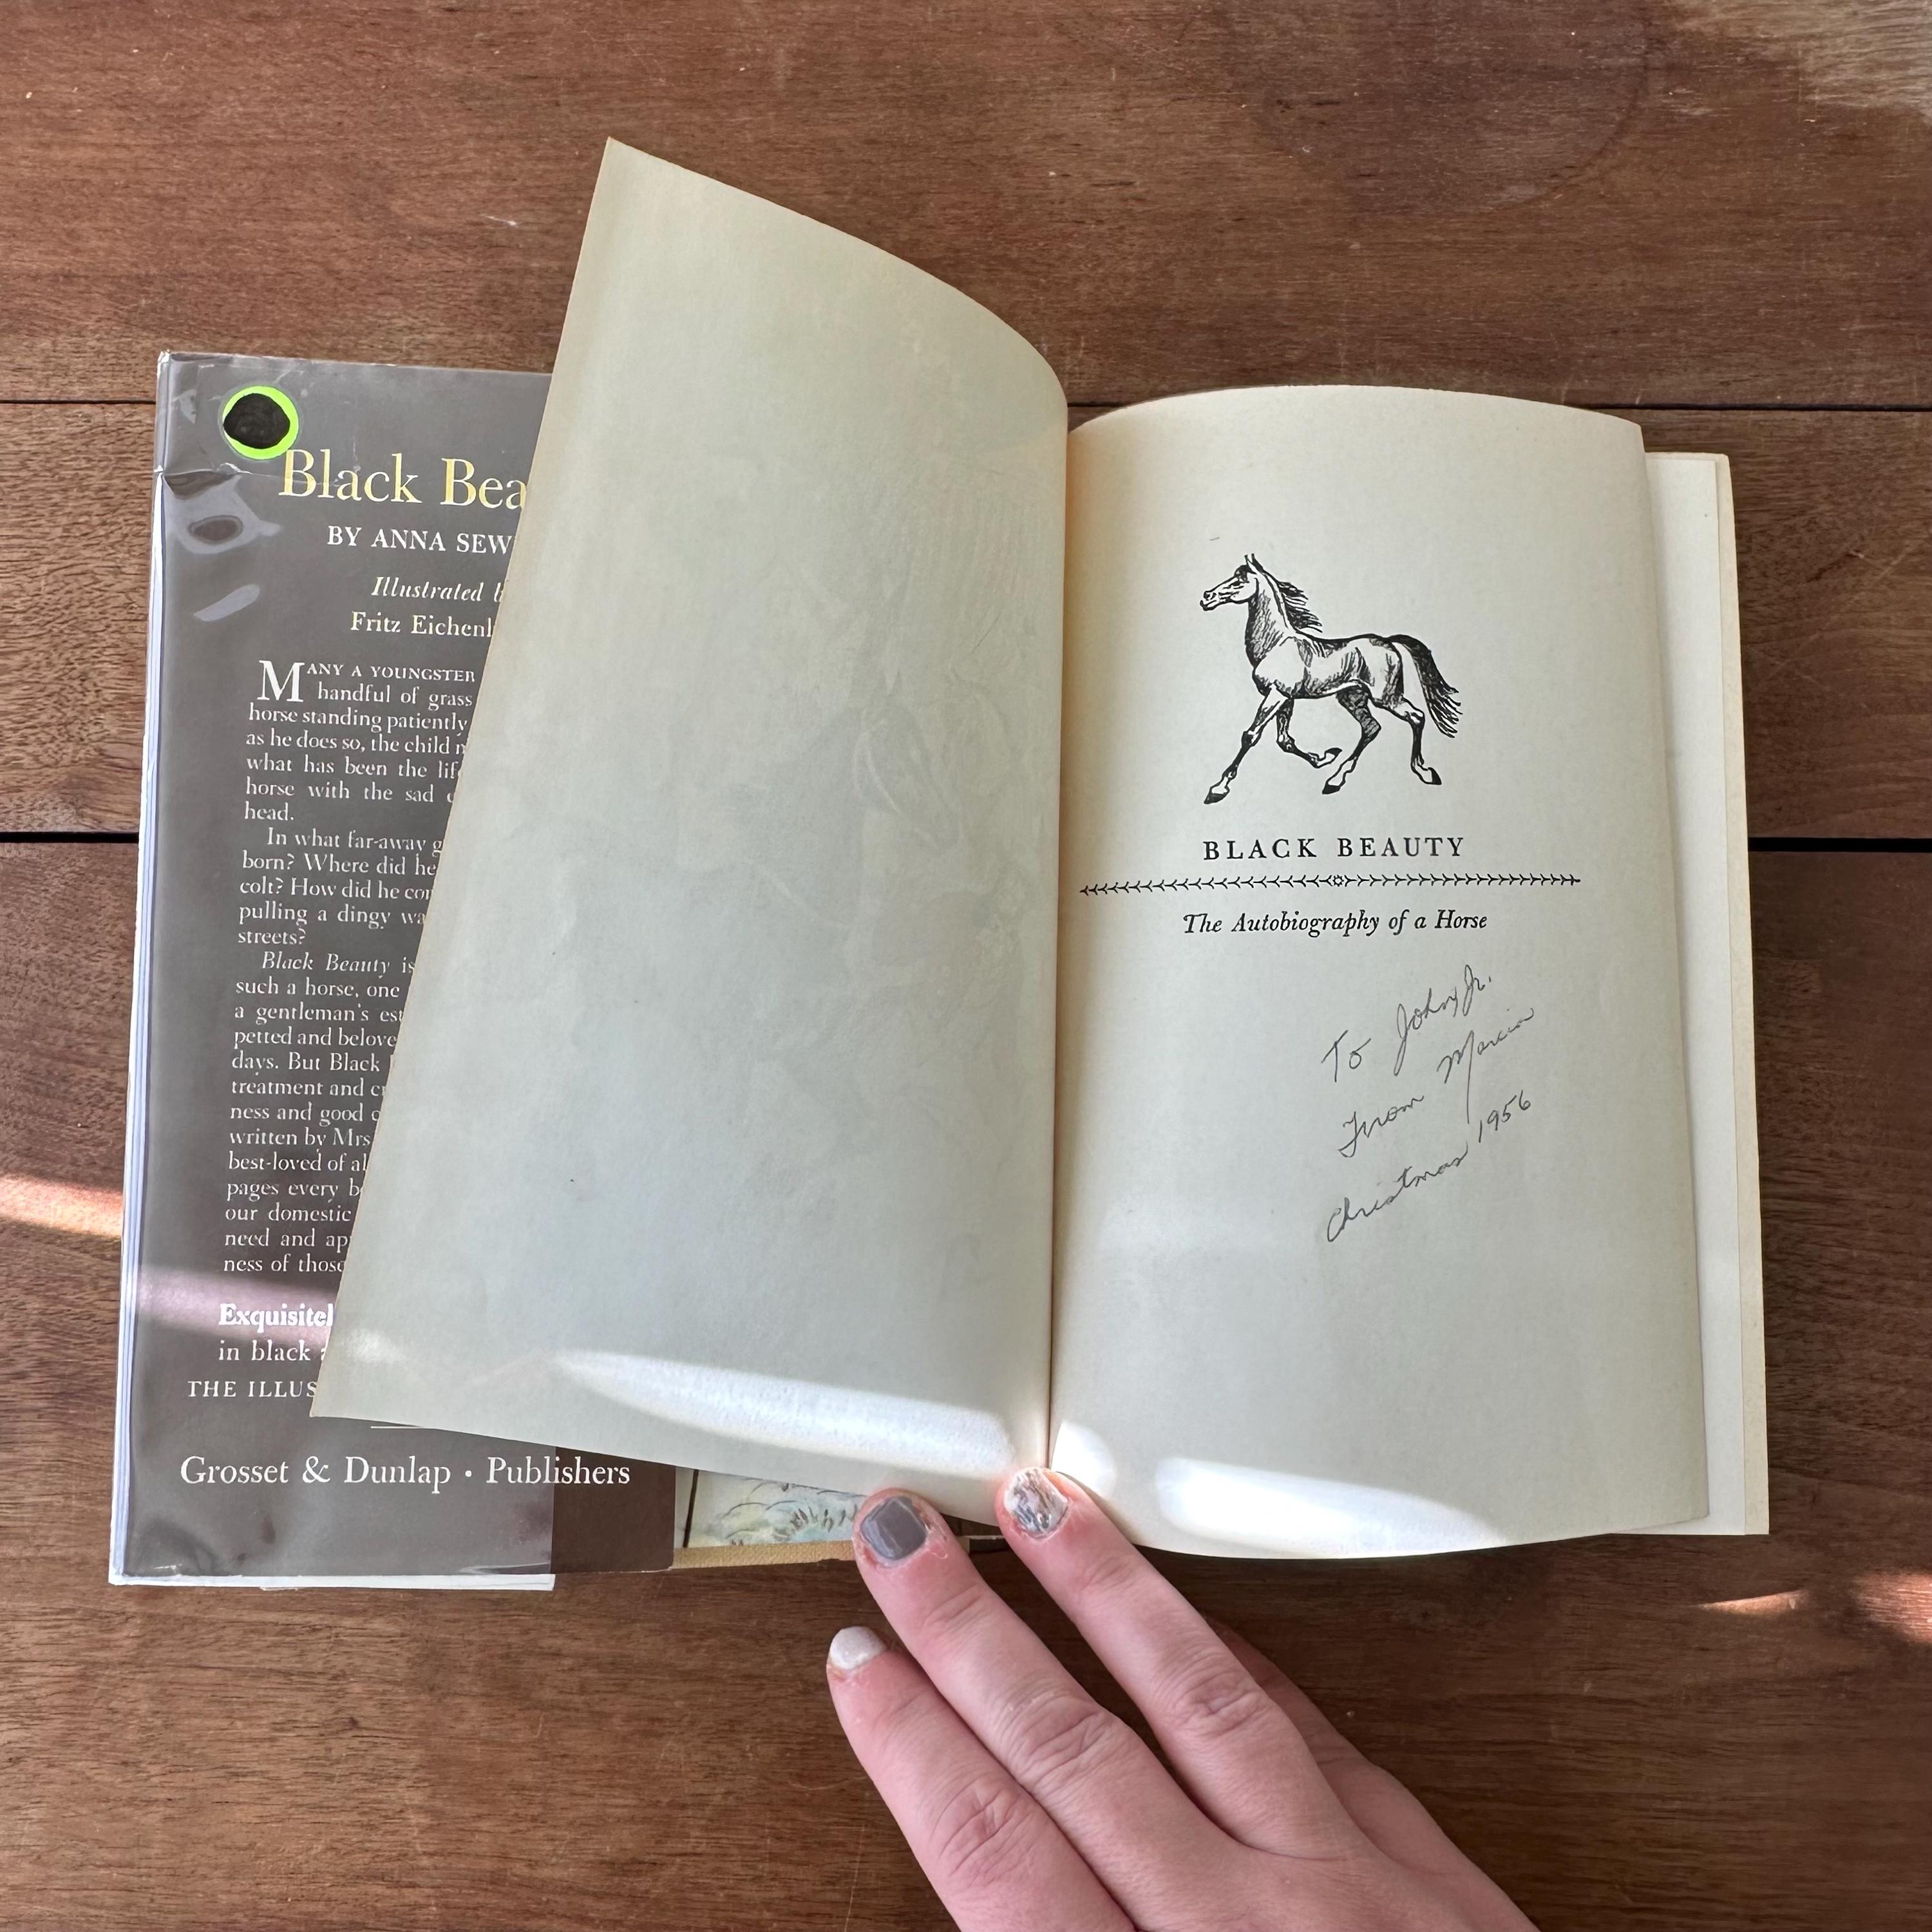 Black Bea
BY ANNA SEW
Illustrated b
Fritz Eichenl
MANY A YOUNGSTER
handful of grass
horse standing patiently
as he does so, the child
what has been the lif
horse with the sad
head.
In what far-away g
born? Where did he
colt? How did he con
pulling a dingy wa
streets?
Black Beauty is
such a horse, one
a gentleman's est
petted and belove
days. But Black
treatment and cr
ness and good
written by Mrs
best-loved of al
pages every b
our domestic
need and ap
ness of those
Exquisitel
in black
THE ILLUS
Grosset & Dunlap • Publishers
BLACK BEAUTY
The Autobiography of a Horse
To John Jr.
From Marcia
Christmas 1956